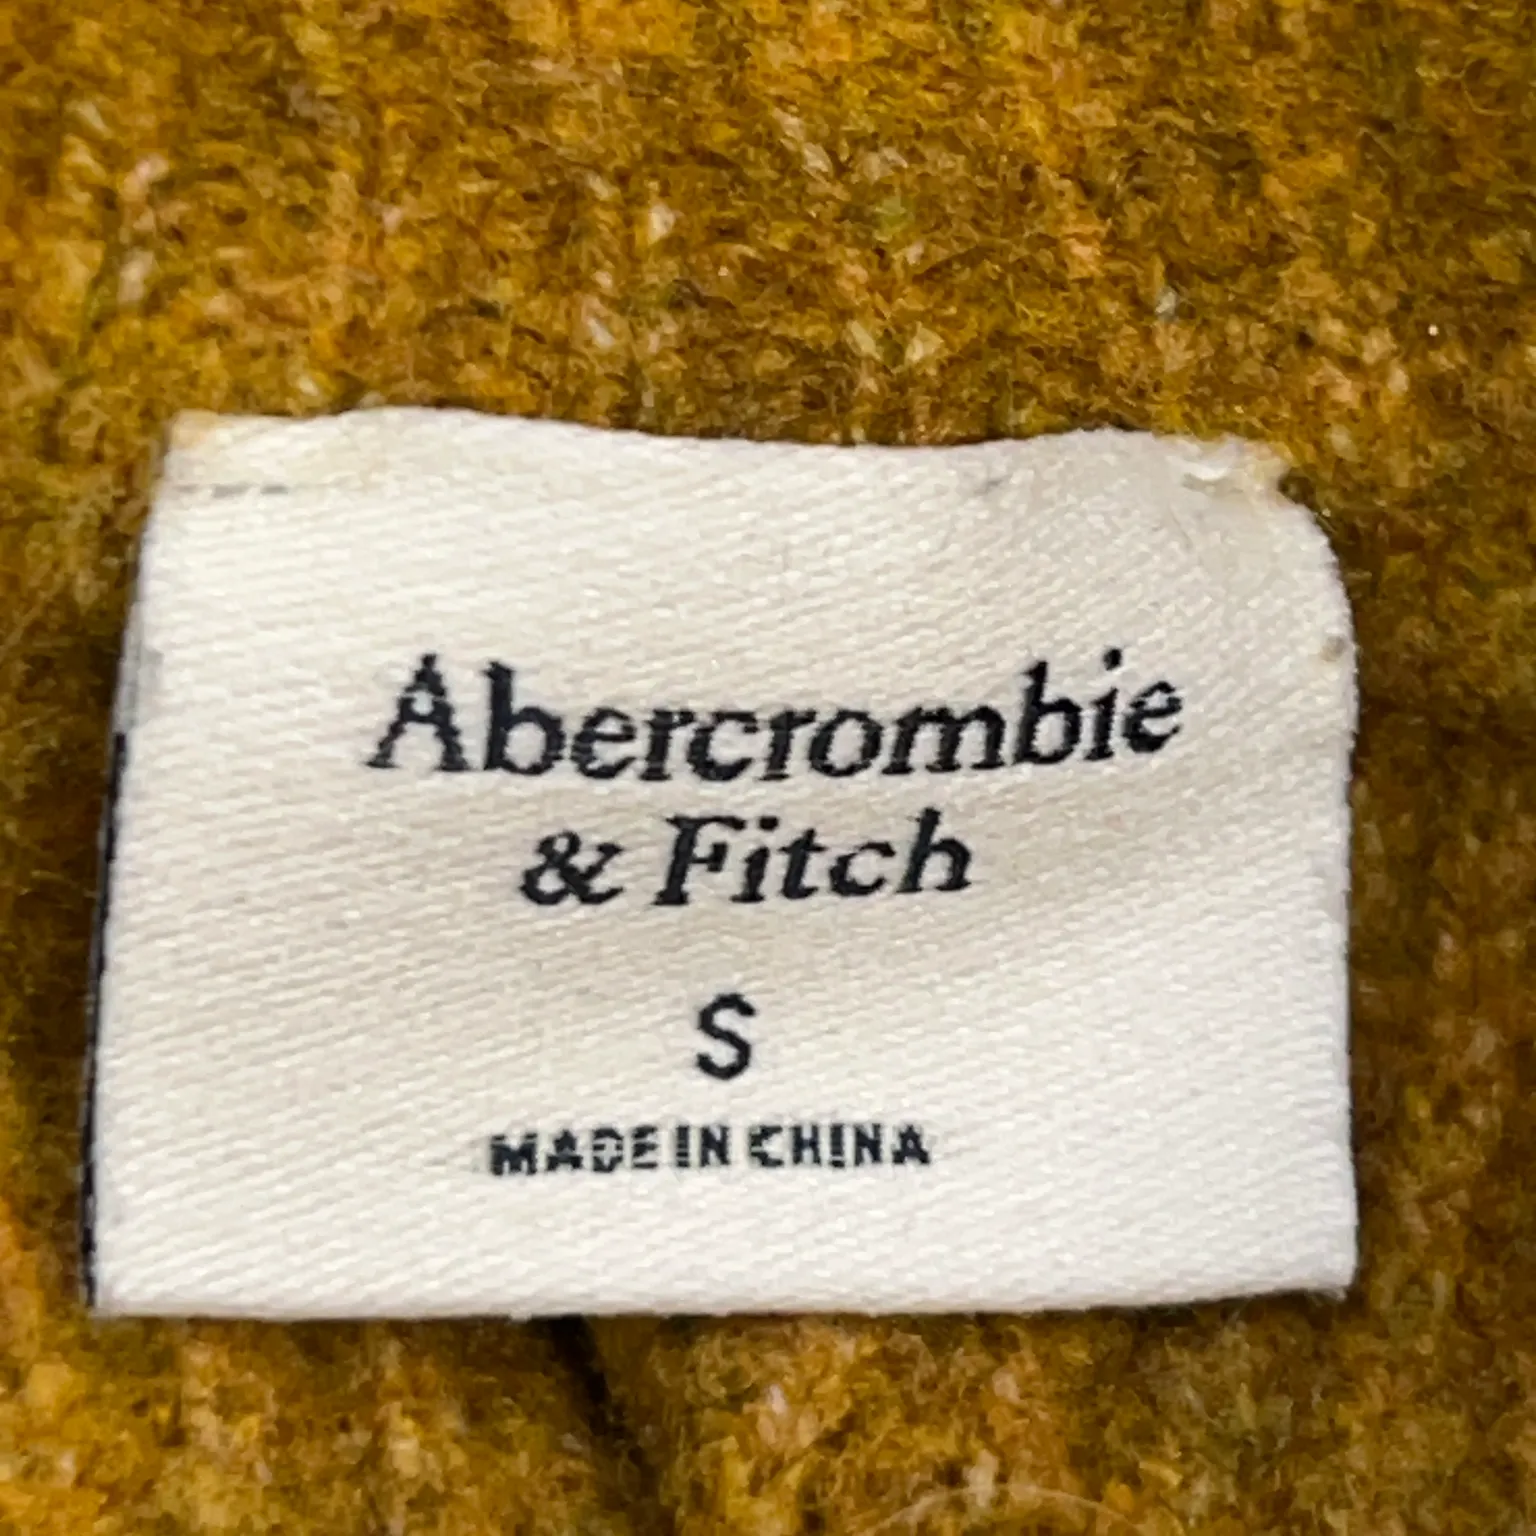 Abercrombie
& Fitch
S
MADE IN CHINA